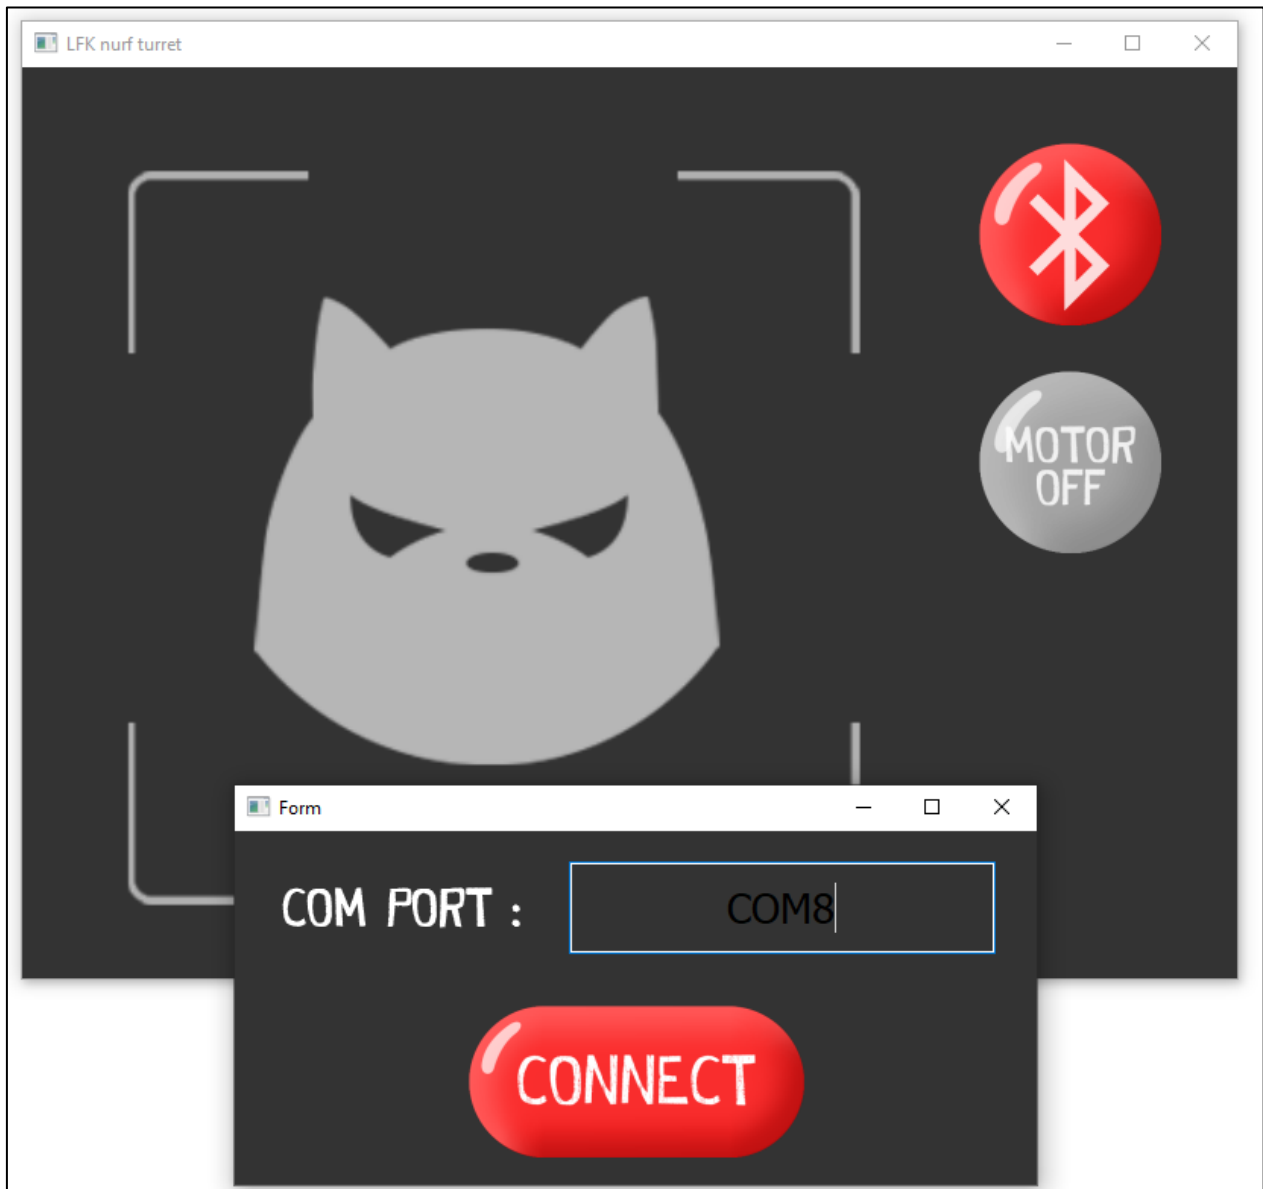 LFK nurf turret
MOTOR
OFF
Form
COM PORT :
COM8
CONNECT